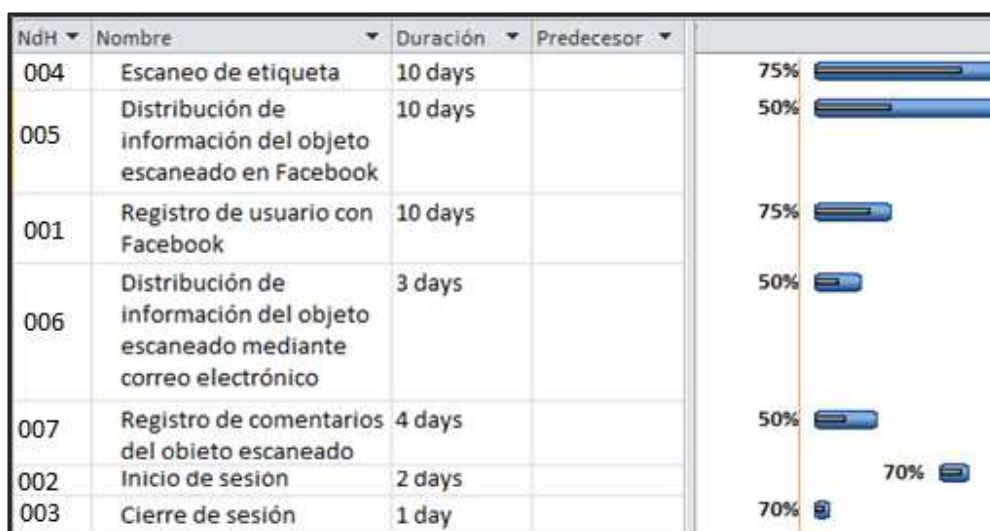 NdH Nombre Duración Predecesor
004 Escaneo de etiqueta 10 days 75%
005 Distribución de 10 days 50%
información del objeto
escaneado en Facebook
001 Registro de usuario con 10 days 75%
Facebook
006 Distribución de 3 days 50%
información del objeto
escaneado mediante
correo electrónico
007 Registro de comentarios 4 days 50%
del objeto escaneado
002 Inicio de sesión 2 days 70%
003 Cierre de sesión 1 day 70%